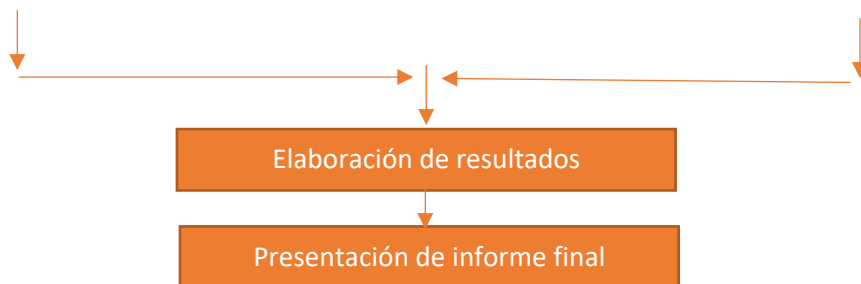 Elaboración de resultados
Presentación de informe final